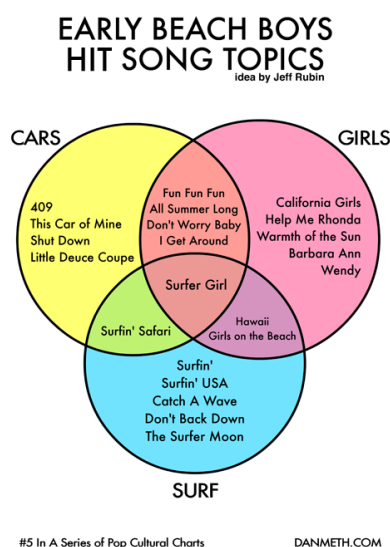 EARLY BEACH BOYS
HIT SONG TOPICS
idea by Jeff Rubin
CARS
GIRLS
409
This Car of Mine
Shut Down
Little Deuce Coupe
Fun Fun Fun
All Summer Long
Don't Worry Baby
I Get Around
California Girls
Help Me Rhonda
Warmth of the Sun
Barbara Ann
Wendy
Surfer Girl
Surfin' Safari
Hawaii
Girls on the Beach
Surfin'
Surfin' USA
Catch A Wave
Don't Back Down
The Surfer Moon
SURF
#5 In A Series of Pop Cultural Charts
DANMETH.COM